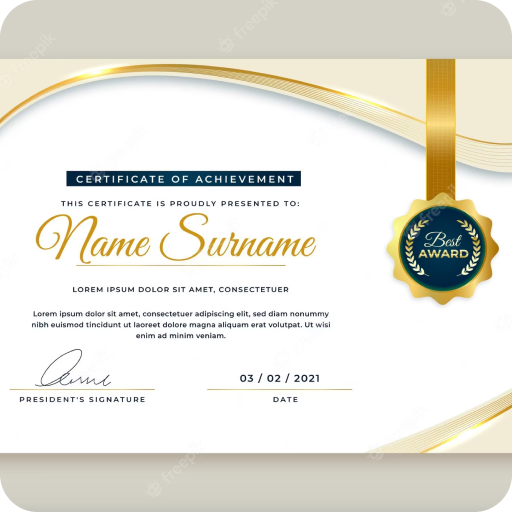 CERTIFICATE OF ACHIEVEMENT
THIS CERTIFICATE IS PROUDLY PRESENTED TO:
Name Surname
Best
AWARD
LOREM IPSUM DOLOR SIT AMET, CONSECTETUER
Lorem ipsum dolor sit amet, consectetuer adipiscing elit, sed diam nonummy
nibh euismod tincidunt ut laoreet dolore magna aliquam erat volutpat. Ut wisi
enim ad minim veniam.
03 / 02 / 2021
PRESIDENT'S SIGNATURE
DATE
freepik